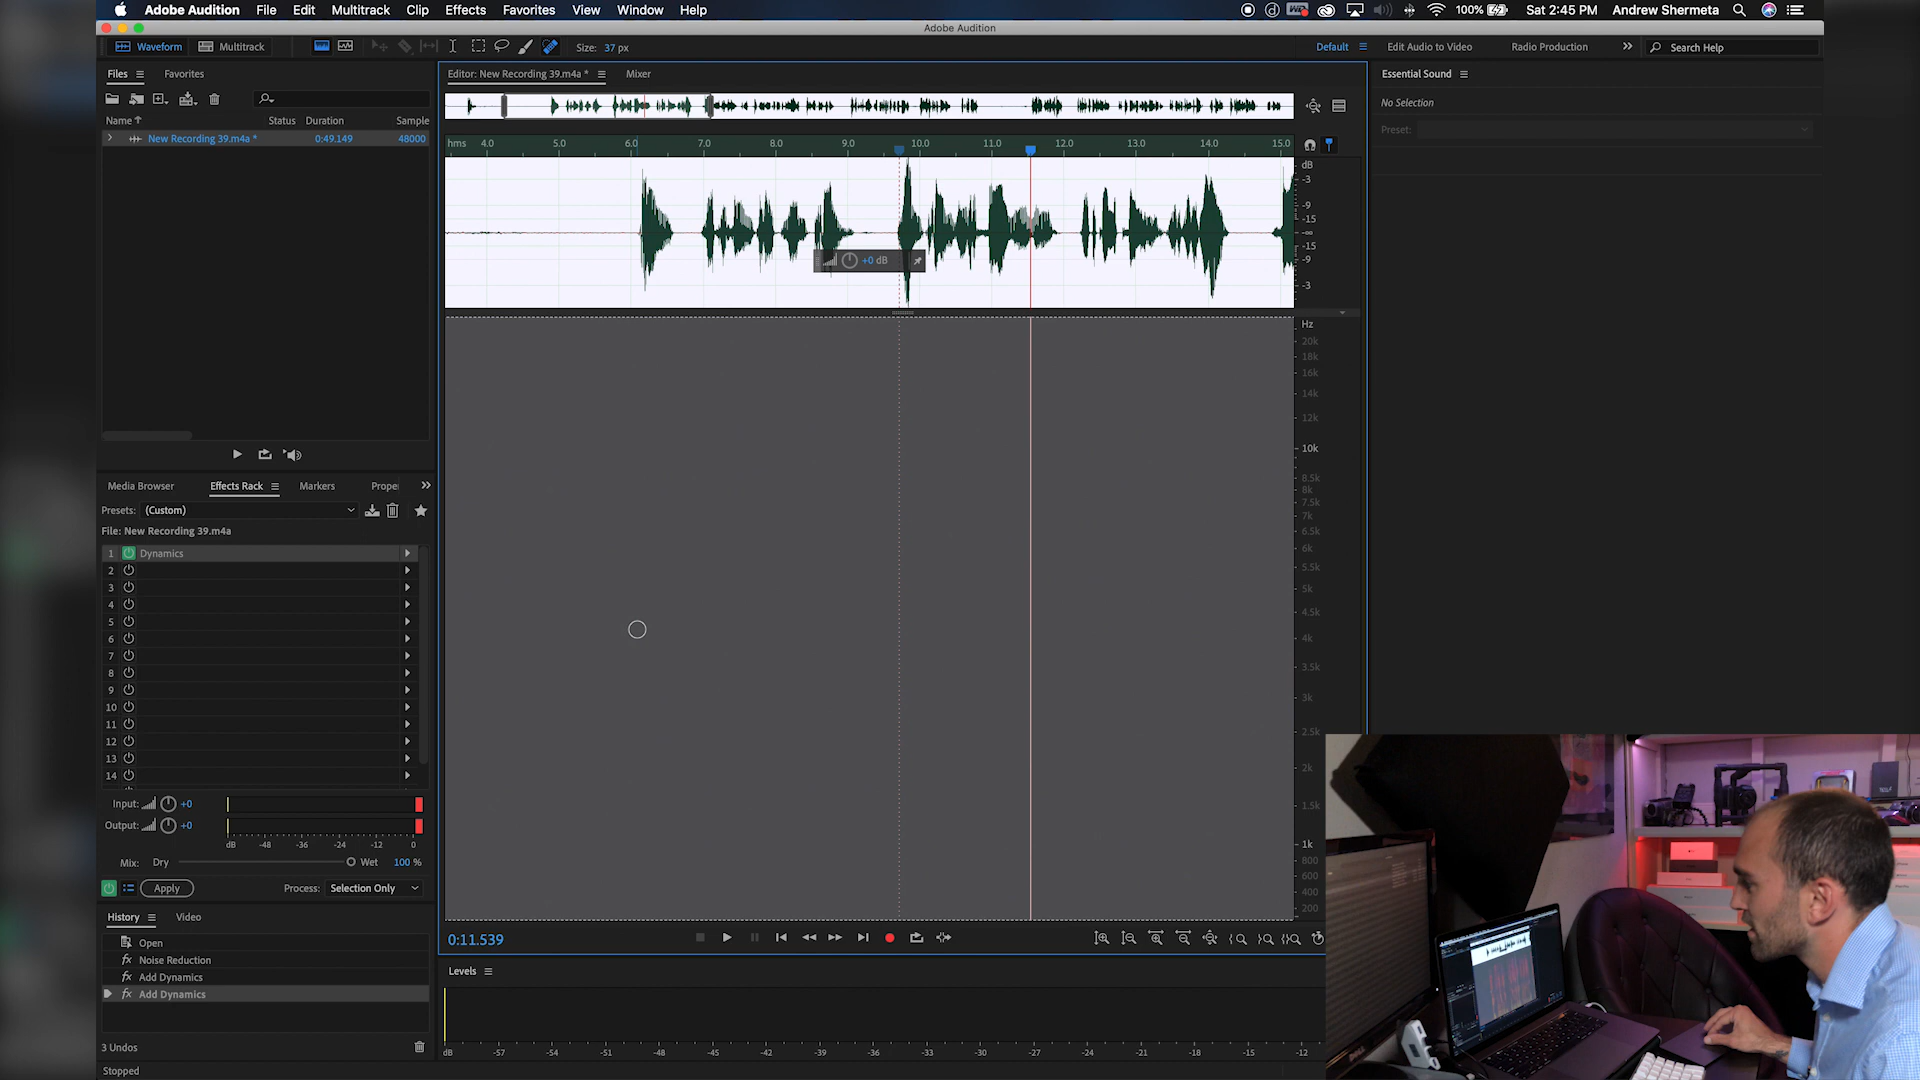 Adobe Audition File Edit Multitrack Clip Effects Favorites View Window Help 100% Sat 2:45 PM Andrew Shermeta
Adobe Audition
Waveform Multitrack Size: 37 px Default Edit Audio to Video Radio Production Search Help
Files Favorites
Editor: New Recording 39.m4a * Mixer
Essential Sound
No Selection
Preset:
Name Status Duration Sample
New Recording 39.m4a * 0:49.149 48000
hms 4.0 5.0 6.0 7.0 8.0 9.0 10.0 11.0 12.0 13.0 14.0 15.0
dB
-3
-9
-15
-∞
-15
-9
-3
+0 dB
Hz
20k
18k
16k
14k
12k
10k
8.5k
8k
7.5k
7k
6.5k
6k
5.5k
5k
4.5k
4k
3.5k
3k
2.5k
2k
1.5k
1k
800
600
400
200
Media Browser Effects Rack Markers Prope
Presets: (Custom)
File: New Recording 39.m4a
1 Dynamics
2
3
4
5
6
7
8
9
10
11
12
13
14
Input: +0
Output: +0
dB -48 -36 -24 -12 0
Mix: Dry Wet 100 %
Apply Process: Selection Only
History Video
Open
Noise Reduction
Add Dynamics
Add Dynamics
3 Undos
Stopped
0:11.539
Levels
dB -57 -54 -51 -48 -45 -42 -39 -36 -33 -30 -27 -24 -21 -18 -15 -12